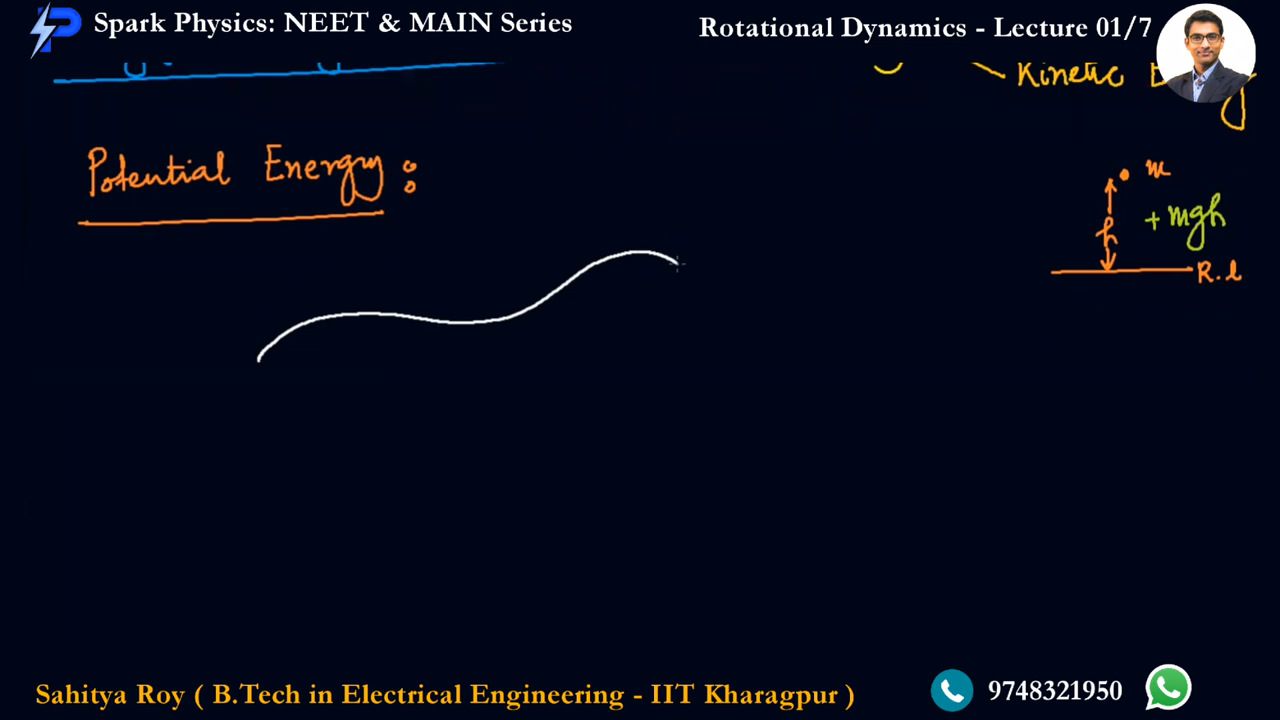 Spark Physics: NEET & MAIN Series
Rotational Dynamics - Lecture 01/7
Kinetic
Potential Energy :
m
h
+ mgh
R.l
Sahitya Roy ( B.Tech in Electrical Engineering - IIT Kharagpur )
9748321950